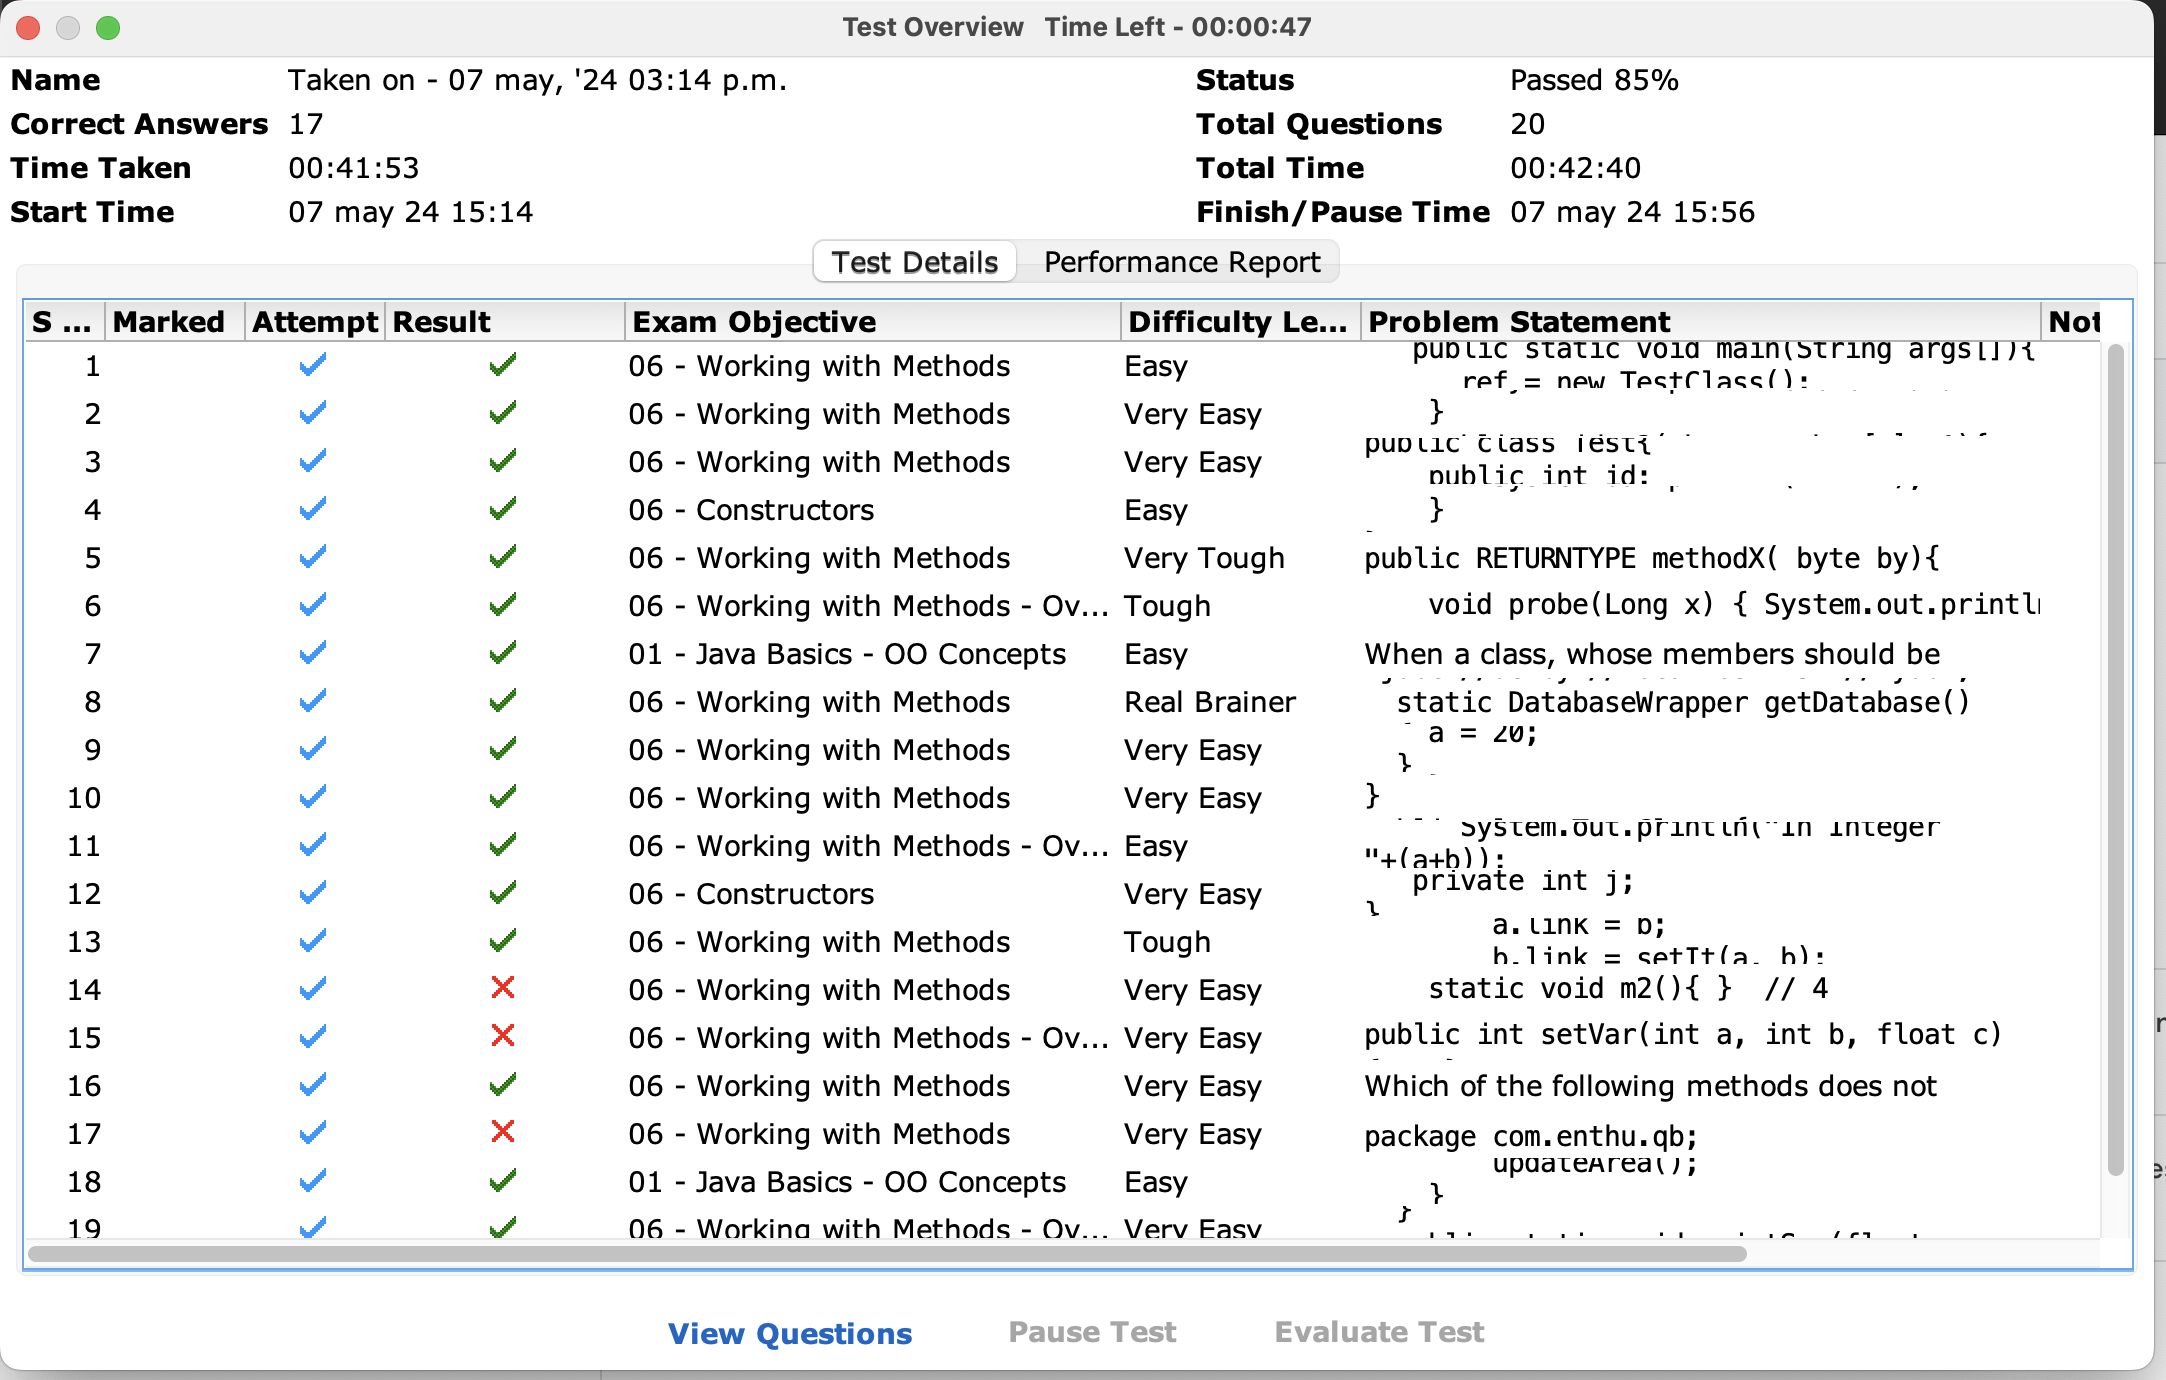 Test Overview Time Left - 00:00:47
Name Taken on - 07 may, '24 03:14 p.m. Status Passed 85%
Correct Answers 17 Total Questions 20
Time Taken 00:41:53 Total Time 00:42:40
Start Time 07 may 24 15:14 Finish/Pause Time 07 may 24 15:56
Test Details Performance Report
S ... Marked Attempt Result Exam Objective Difficulty Le... Problem Statement Not
1 06 - Working with Methods Easy public static void main(String args[]){
ref = new TestClass();
2 06 - Working with Methods Very Easy }
3 06 - Working with Methods Very Easy public class Test{
public int id;
4 06 - Constructors Easy }
5 06 - Working with Methods Very Tough public RETURNTYPE methodX( byte by){
6 06 - Working with Methods - Ov... Tough void probe(Long x) { System.out.println
7 01 - Java Basics - OO Concepts Easy When a class, whose members should be
8 06 - Working with Methods Real Brainer static DatabaseWrapper getDatabase()
9 06 - Working with Methods Very Easy a = 20;
}
10 06 - Working with Methods Very Easy }
11 06 - Working with Methods - Ov... Easy System.out.println("In Integer
"+(a+b));
12 06 - Constructors Very Easy private int j;
}
13 06 - Working with Methods Tough a.link = b;
b.link = setIt(a, b);
14 06 - Working with Methods Very Easy static void m2(){ } // 4
15 06 - Working with Methods - Ov... Very Easy public int setVar(int a, int b, float c)
16 06 - Working with Methods Very Easy Which of the following methods does not
17 06 - Working with Methods Very Easy package com.enthu.qb;
18 01 - Java Basics - OO Concepts Easy updateArea();
}
}
19 06 - Working with Methods - Ov... Very Easy
View Questions Pause Test Evaluate Test